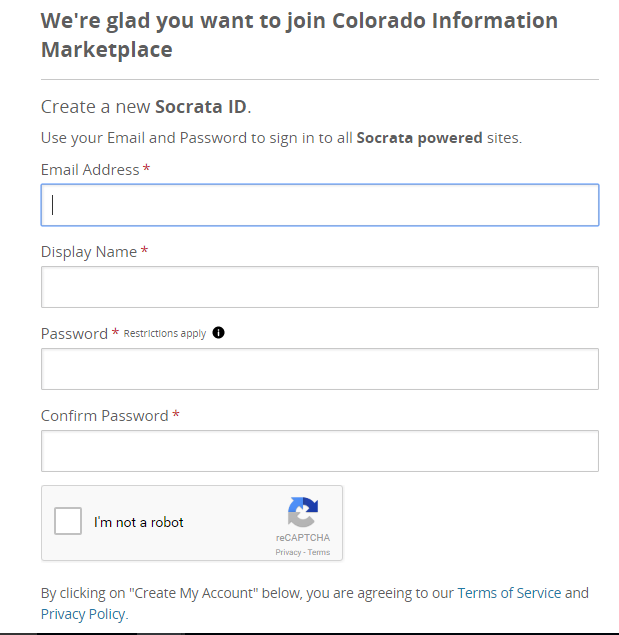 We're glad you want to join Colorado Information
Marketplace
Create a new Socrata ID.
Use your Email and Password to sign in to all Socrata powered sites.
Email Address *
Display Name *
Password * Restrictions apply i
Confirm Password *
I'm not a robot
reCAPTCHA
Privacy - Terms
By clicking on "Create My Account" below, you are agreeing to our Terms of Service and
Privacy Policy.